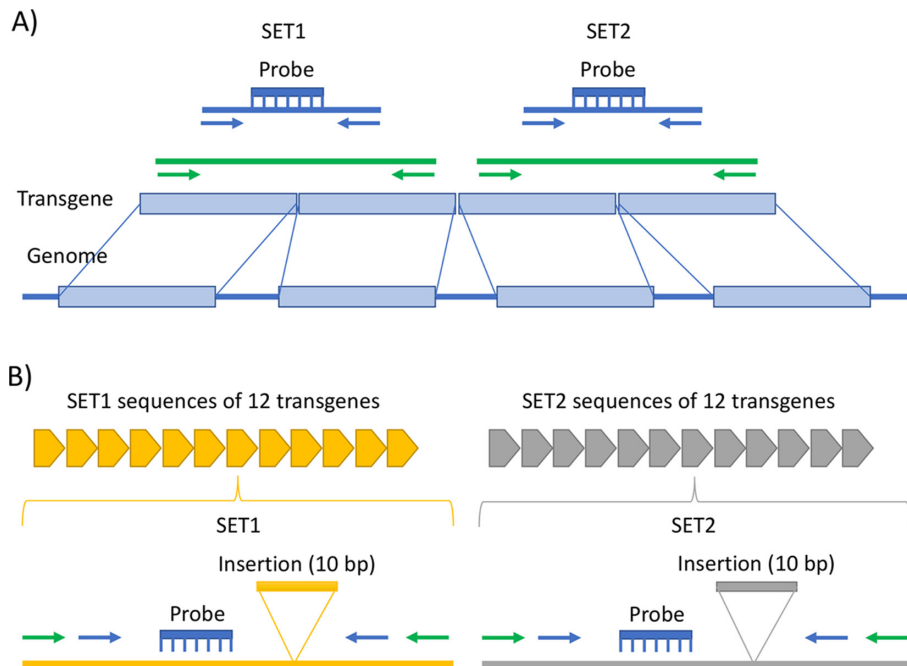 A)
SET1
SET2
Probe
Probe
Transgene
Genome
B)
SET1 sequences of 12 transgenes
SET2 sequences of 12 transgenes
SET1
SET2
Insertion (10 bp)
Insertion (10 bp)
Probe
Probe